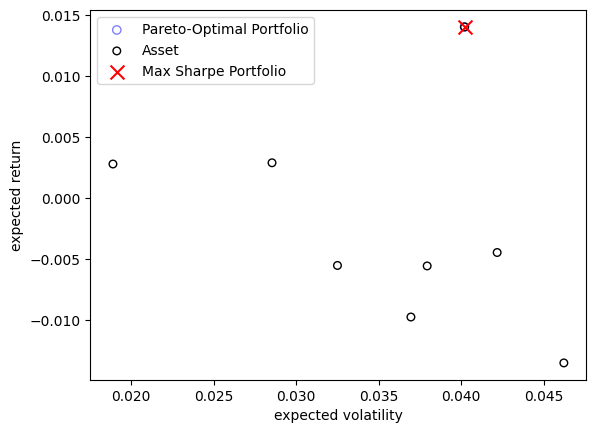 0.015
0.010
0.005
0.000
−0.005
−0.010
expected return
Pareto-Optimal Portfolio
Asset
Max Sharpe Portfolio
0.020 0.025 0.030 0.035 0.040 0.045
expected volatility